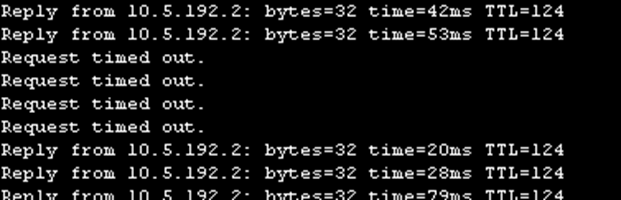 Reply from 10.5.192.2: bytes=32 time=42ms TTL=124
Reply from 10.5.192.2: bytes=32 time=53ms TTL=124
Request timed out.
Request timed out.
Request timed out.
Request timed out.
Reply from 10.5.192.2: bytes=32 time=20ms TTL=124
Reply from 10.5.192.2: bytes=32 time=28ms TTL=124
Reply from 10.5.192.2: bytes=32 time=79ms TTL=124